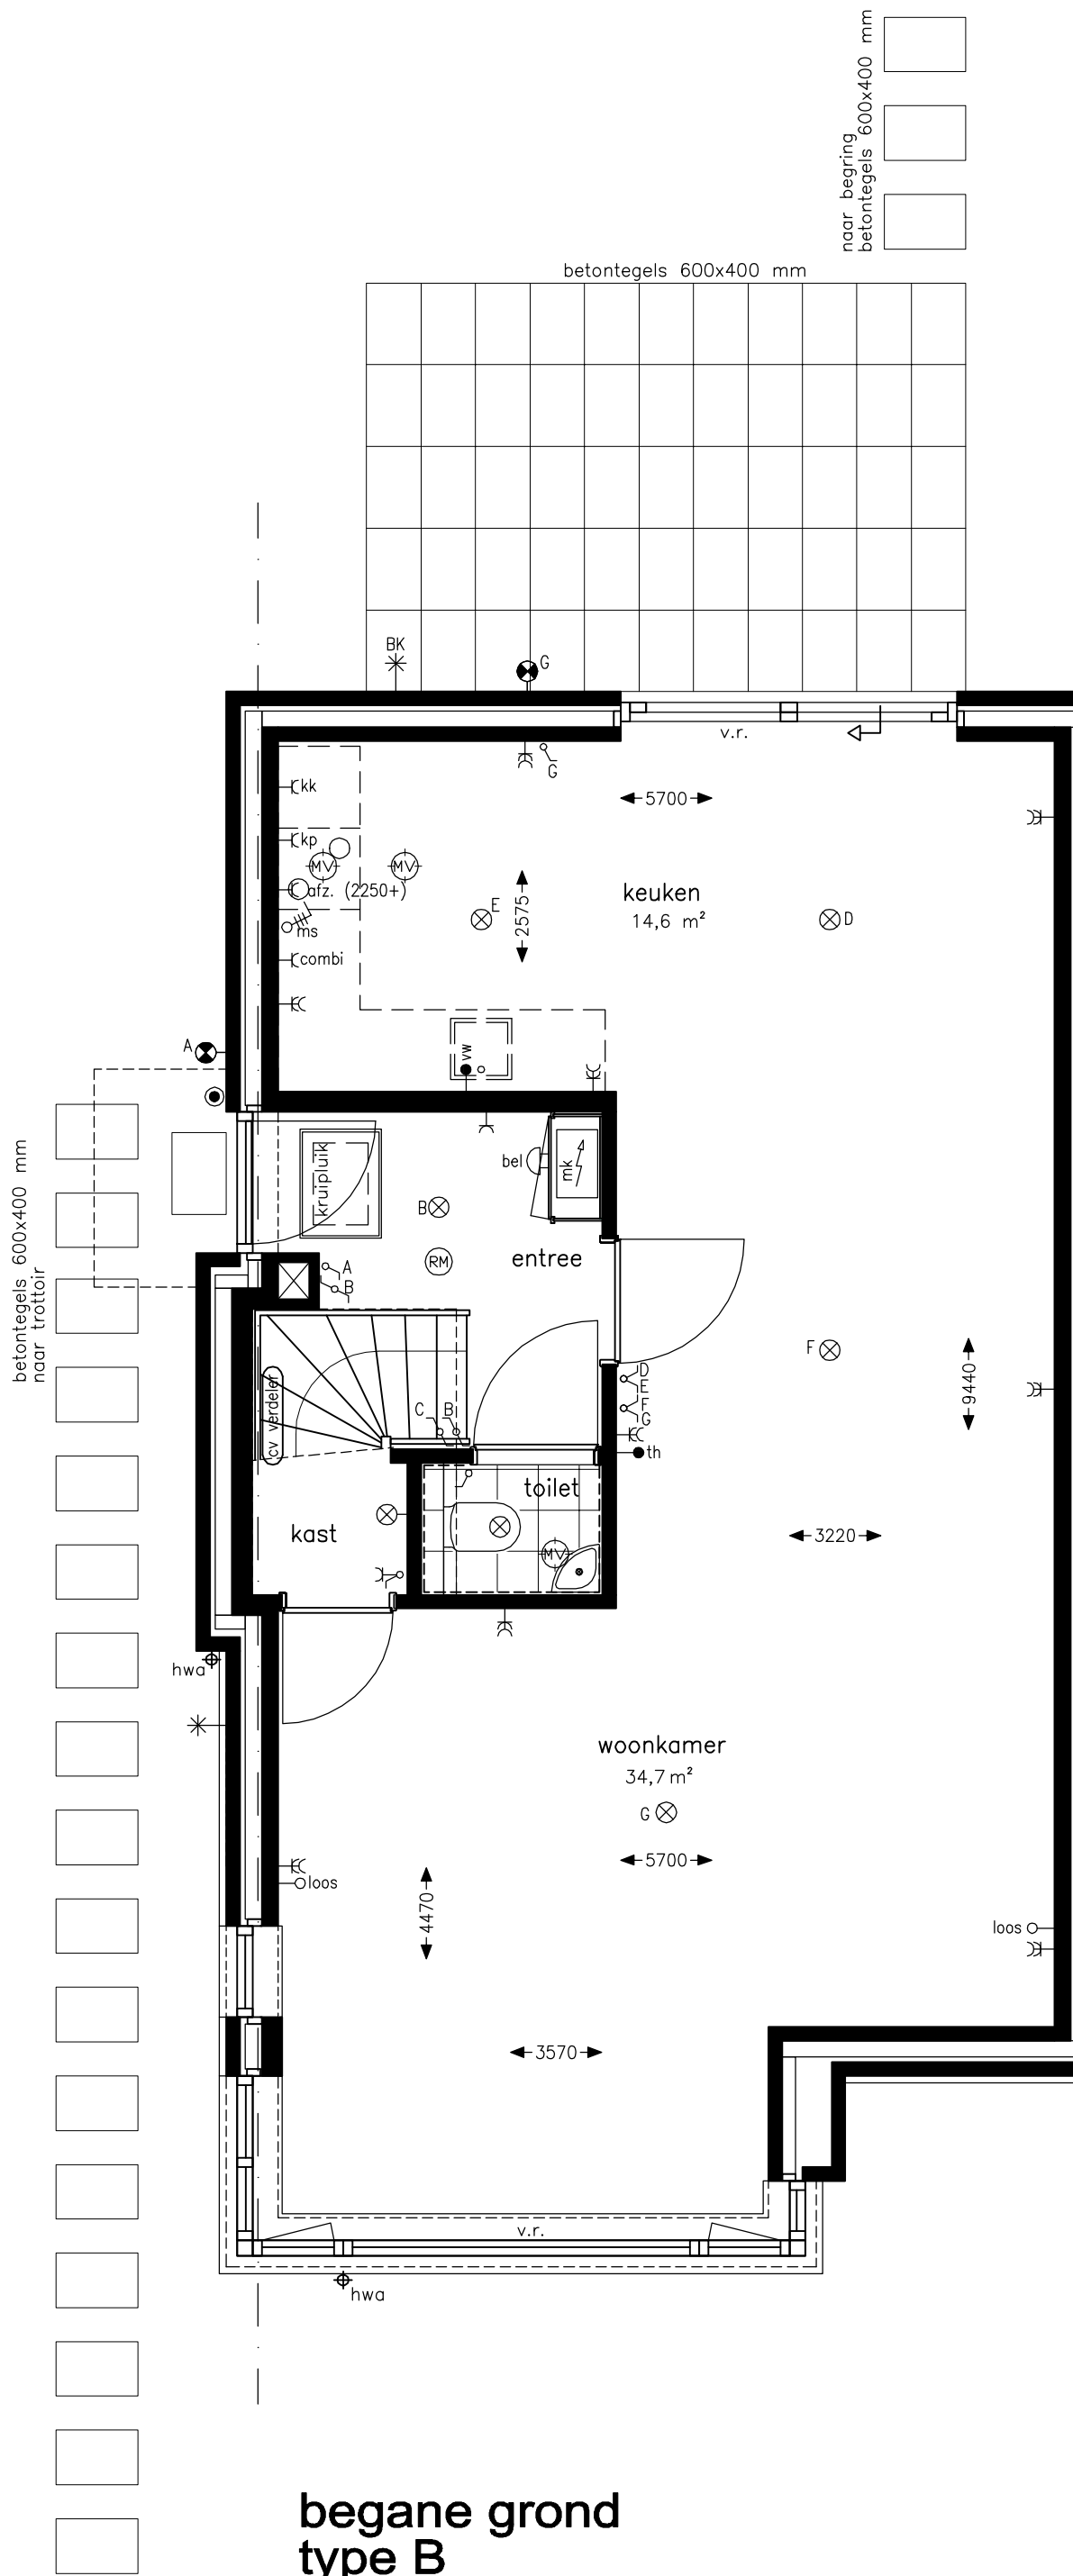 naar begring
betontegels 600x400 mm
betontegels 600x400 mm
BK
G
v.r.
G
kk
5700
kp
MV
MV
afz. (2250+)
keuken
14,6 m²
2575
E
D
ms
combi
vw
A
betontegels 600x400 mm
naar trottoir
kruipluik
bel
mk
B
RM
entree
A
B
F
9440
cv verdeler
C B
D
E
F
G
th
toilet
kast
MV
3220
hwa
woonkamer
34,7 m²
G
5700
loos
4470
loos
3570
v.r.
hwa
begane grond
type B